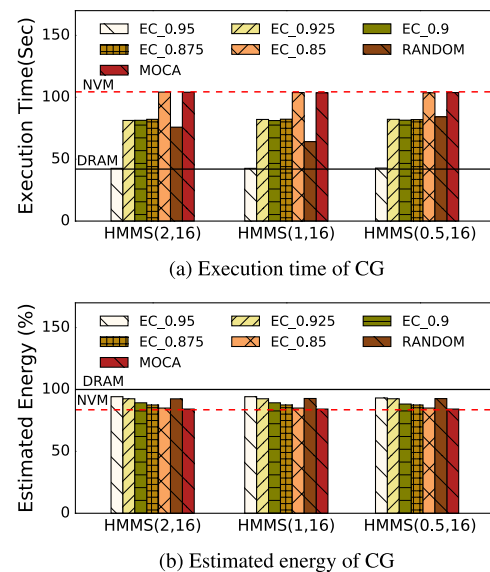 Execution Time(Sec)
150
100
50
0
NVM
DRAM
EC_0.95 EC_0.925 EC_0.9
EC_0.875 EC_0.85 RANDOM
MOCA
HMMS(2,16) HMMS(1,16) HMMS(0.5,16)
(a) Execution time of CG
Estimated Energy (%)
150
100
50
0
DRAM
NVM
EC_0.95 EC_0.925 EC_0.9
EC_0.875 EC_0.85 RANDOM
MOCA
HMMS(2,16) HMMS(1,16) HMMS(0.5,16)
(b) Estimated energy of CG